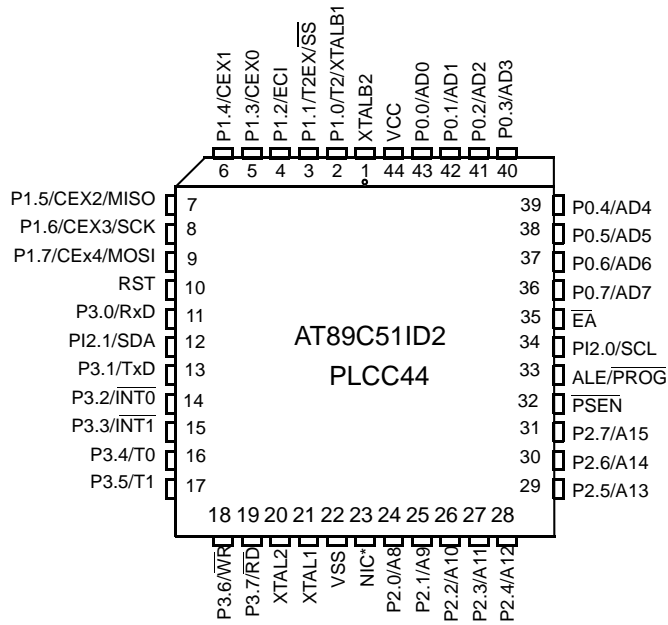 P1.4/CEX1
P1.3/CEX0
P1.2/ECI
P1.1/T2EX/S̅S̅
P1.0/T2/XTALB1
XTALB2
VCC
P0.0/AD0
P0.1/AD1
P0.2/AD2
P0.3/AD3
6 5 4 3 2 1 44 43 42 41 40
P1.5/CEX2/MISO 7
P1.6/CEX3/SCK 8
P1.7/CEx4/MOSI 9
RST 10
P3.0/RxD 11
PI2.1/SDA 12
P3.1/TxD 13
P3.2/I̅N̅T̅0̅ 14
P3.3/I̅N̅T̅1̅ 15
P3.4/T0 16
P3.5/T1 17
AT89C51ID2
PLCC44
39 P0.4/AD4
38 P0.5/AD5
37 P0.6/AD6
36 P0.7/AD7
35 E̅A̅
34 PI2.0/SCL
33 ALE/P̅R̅O̅G̅
32 P̅S̅E̅N̅
31 P2.7/A15
30 P2.6/A14
29 P2.5/A13
18 19 20 21 22 23 24 25 26 27 28
P3.6/W̅R̅
P3.7/R̅D̅
XTAL2
XTAL1
VSS
NIC*
P2.0/A8
P2.1/A9
P2.2/A10
P2.3/A11
P2.4/A12